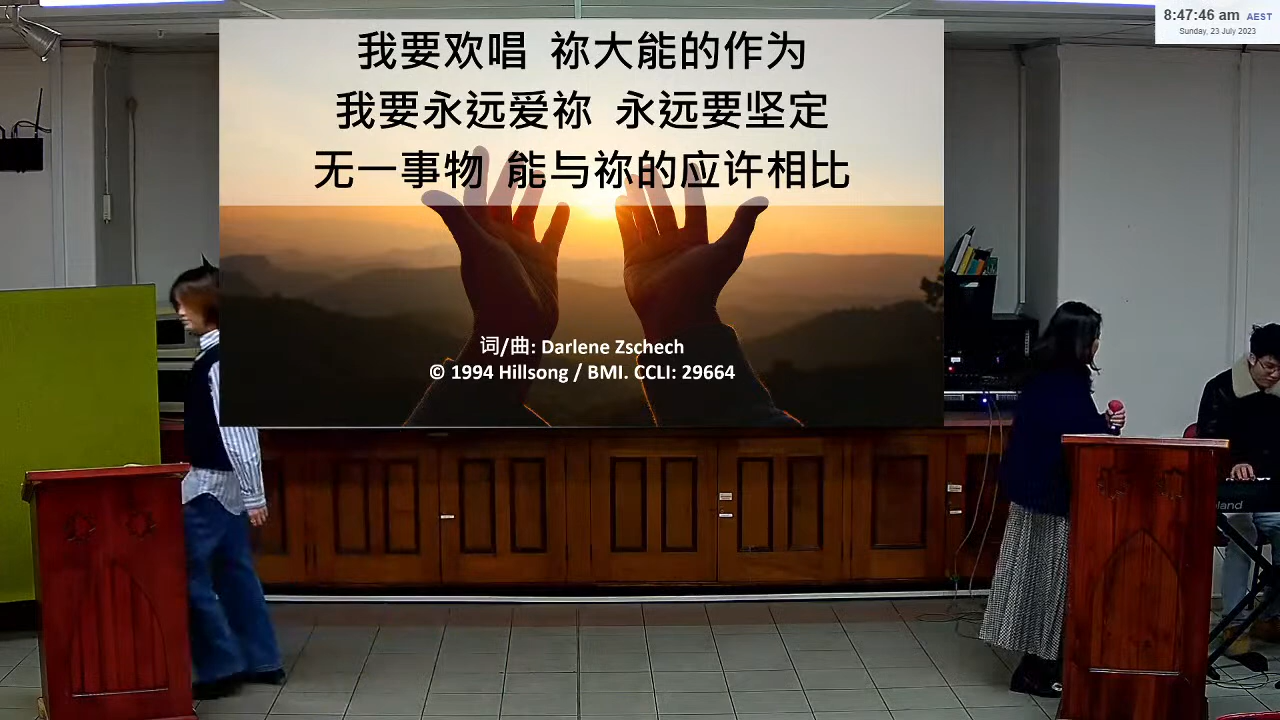 8:47:46 am AEST
Sunday, 23 July 2023
我要欢唱 祢大能的作为
我要永远爱祢 永远要坚定
无一事物 能与祢的应许相比
词/曲: Darlene Zschech
© 1994 Hillsong / BMI. CCLI: 29664
land